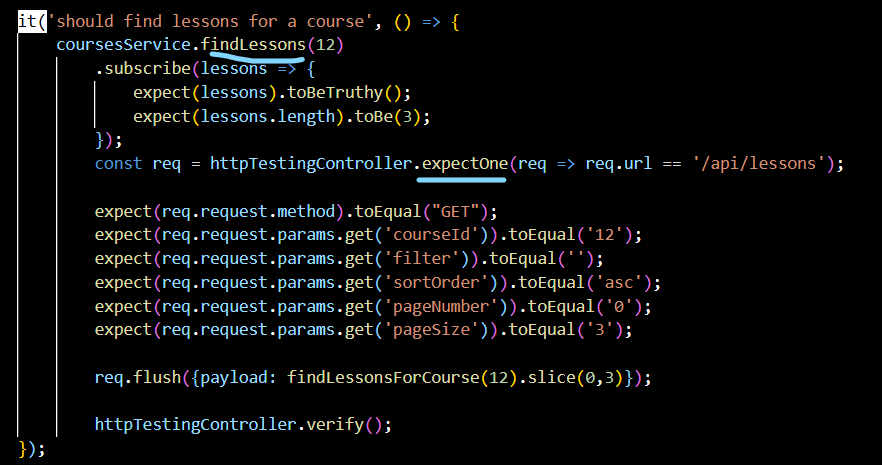 it('should find lessons for a course', () => {
    coursesService.findLessons(12)
        .subscribe(lessons => {
            expect(lessons).toBeTruthy();
            expect(lessons.length).toBe(3);
        });
        const req = httpTestingController.expectOne(req => req.url == '/api/lessons');

        expect(req.request.method).toEqual("GET");
        expect(req.request.params.get('courseId')).toEqual('12');
        expect(req.request.params.get('filter')).toEqual('');
        expect(req.request.params.get('sortOrder')).toEqual('asc');
        expect(req.request.params.get('pageNumber')).toEqual('0');
        expect(req.request.params.get('pageSize')).toEqual('3');

        req.flush({payload: findLessonsForCourse(12).slice(0,3)});

        httpTestingController.verify();
});